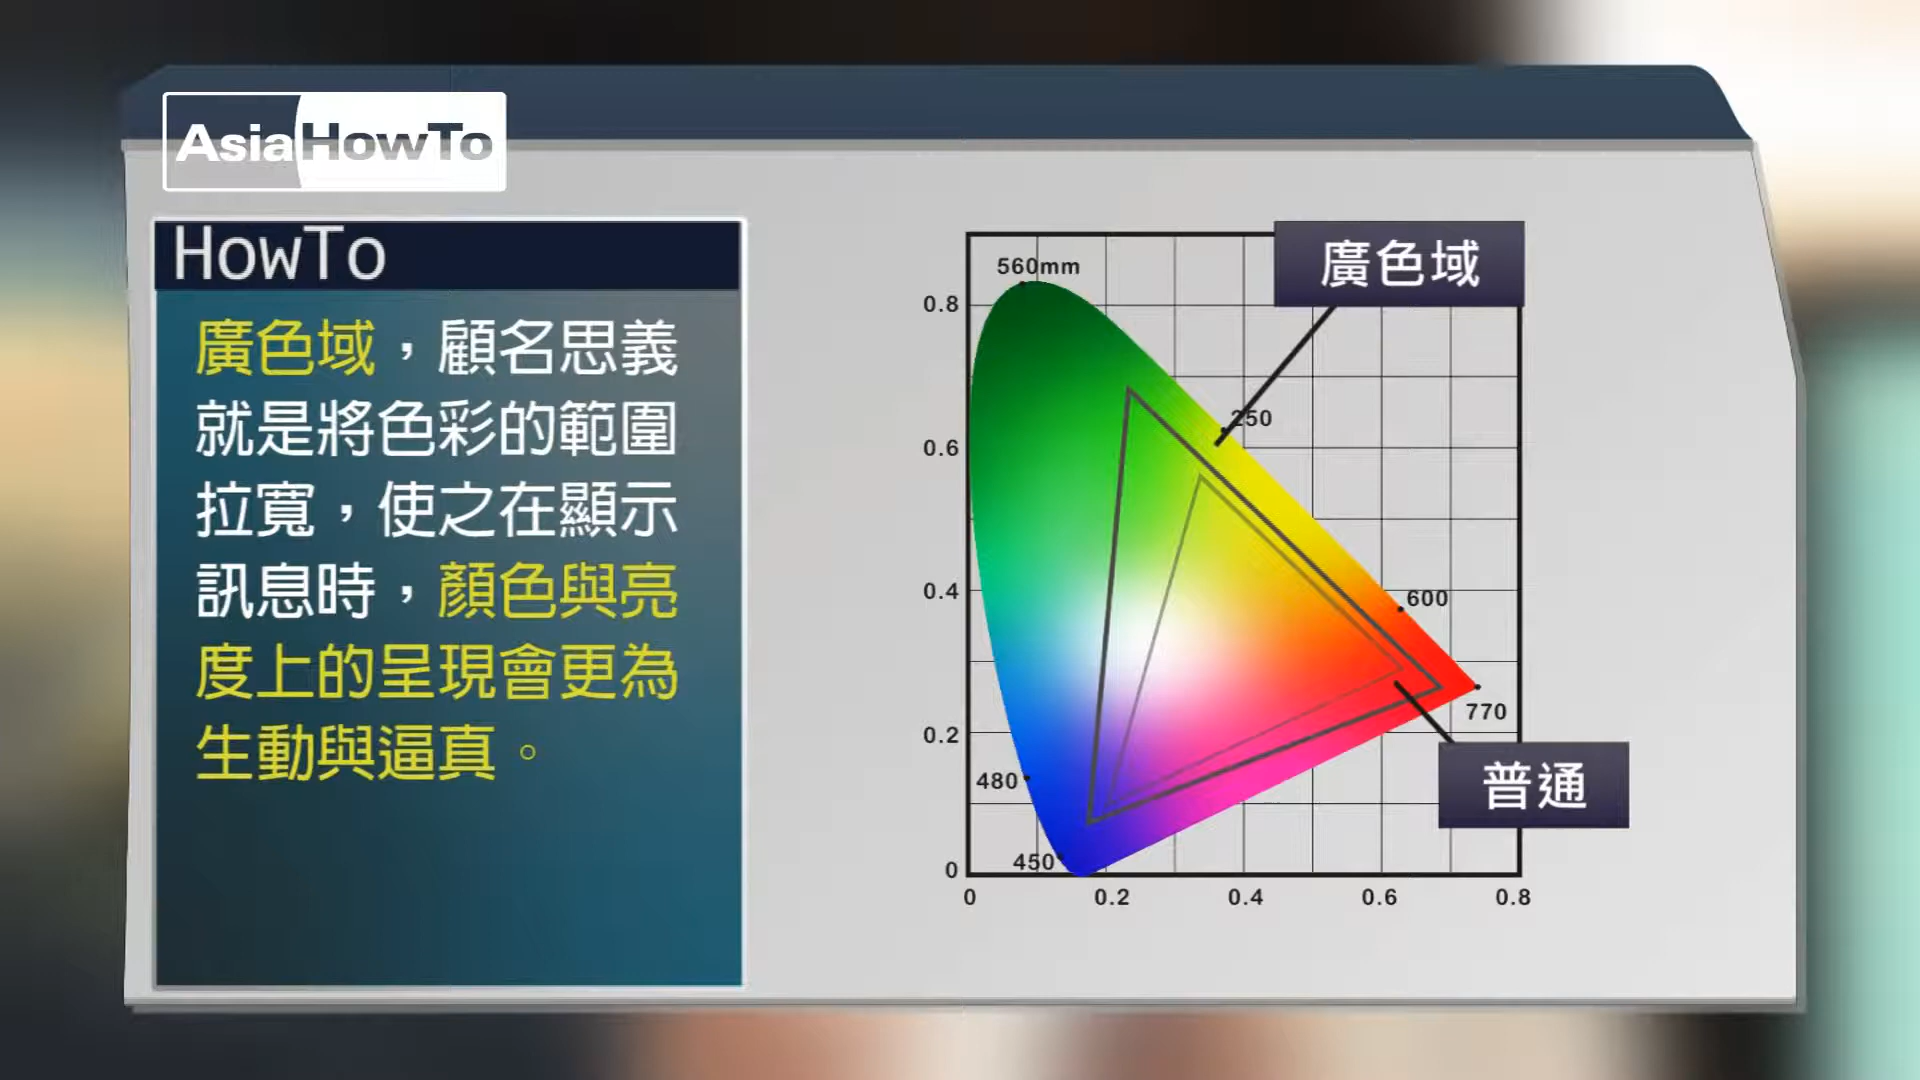 AsiaHowTo
HowTo
廣色域，顧名思義
就是將色彩的範圍
拉寬，使之在顯示
訊息時，顏色與亮
度上的呈現會更為
生動與逼真。
廣色域
560mm
0.8
250
0.6
600
0.4
770
0.2
480
普通
450
0
0
0.2
0.4
0.6
0.8